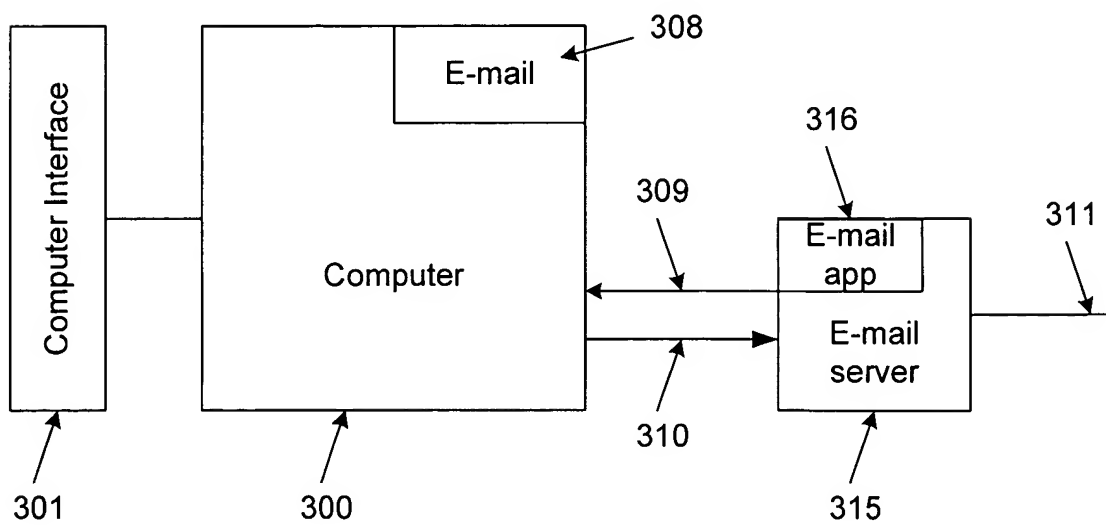 308
E-mail
Computer Interface
316
309
311
E-mail
app
Computer
E-mail
server
310
301
300
315